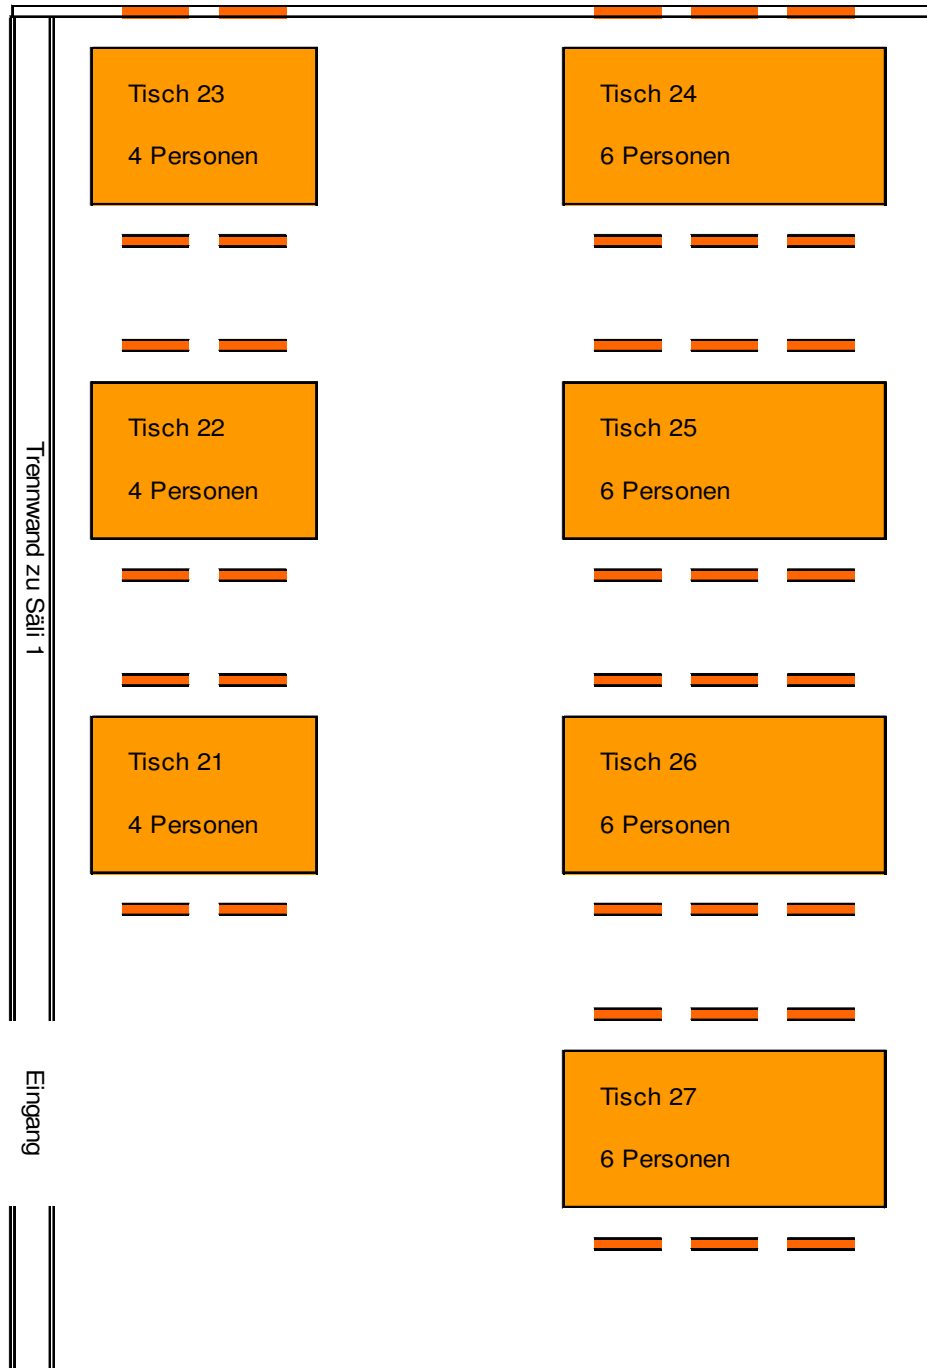 Tisch 23
4 Personen
Tisch 24
6 Personen
Tisch 22
4 Personen
Tisch 25
6 Personen
Trennwand zu Säli 1
Tisch 21
4 Personen
Tisch 26
6 Personen
Eingang
Tisch 27
6 Personen